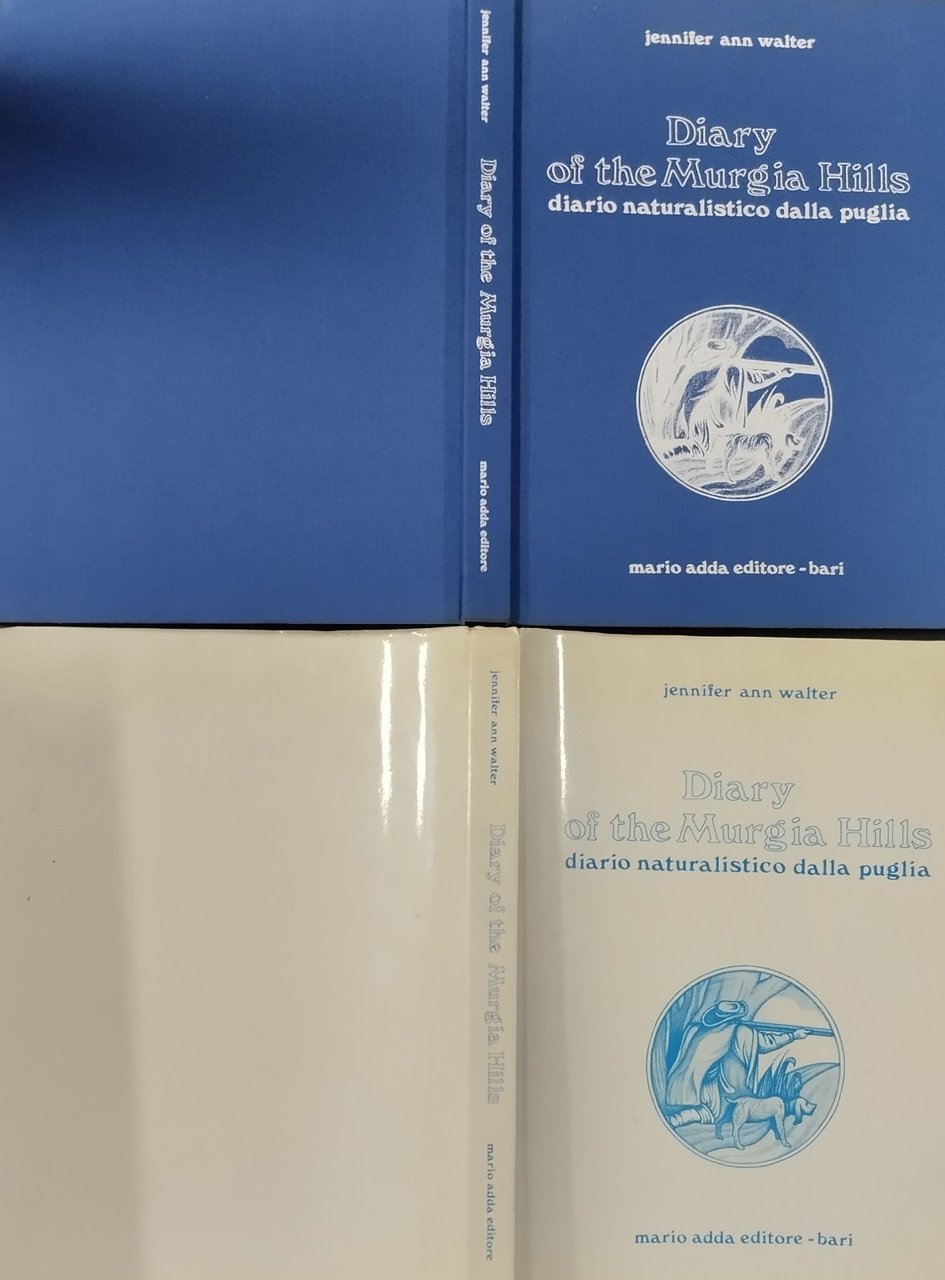 jennifer ann walter
Diary of the Murgia Hills
mario adda editore
jennifer ann walter
Diary
of the Murgia Hills
diario naturalistico dalla puglia
mario adda editore - bari
jennifer ann walter
Diary of the Murgia Hills
mario adda editore
jennifer ann walter
Diary
of the Murgia Hills
diario naturalistico dalla puglia
mario adda editore - bari